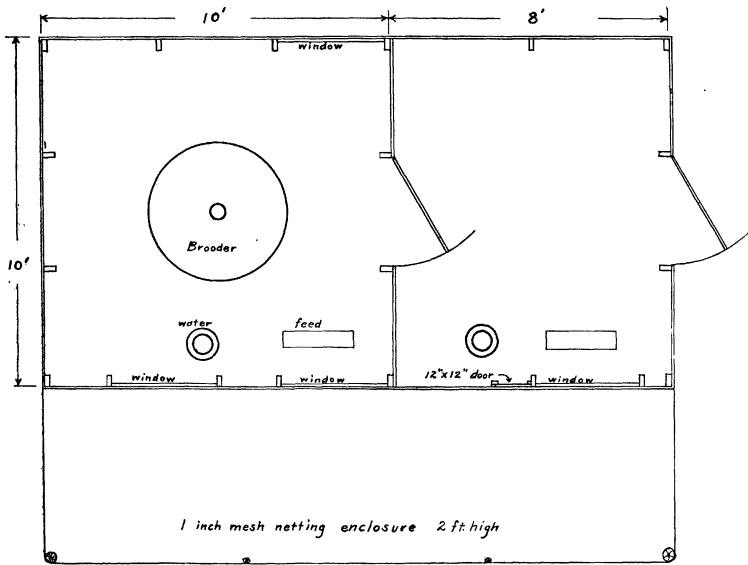 10' 8'
window
10'
Brooder
water feed
window window 12"x12" door window
1 inch mesh netting enclosure 2 ft. high